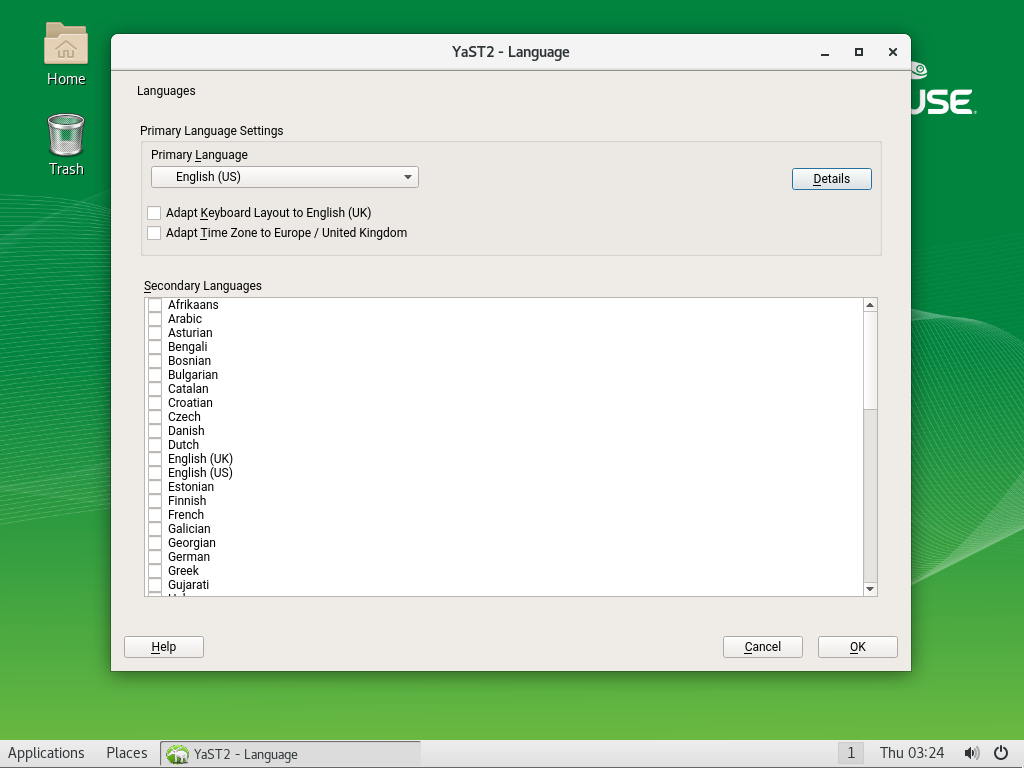 Home
Trash
YaST2 - Language
USE
Languages
Primary Language Settings
Primary Language
English (US)
Details
Adapt Keyboard Layout to English (UK)
Adapt Time Zone to Europe / United Kingdom
Secondary Languages
Afrikaans
Arabic
Asturian
Bengali
Bosnian
Bulgarian
Catalan
Croatian
Czech
Danish
Dutch
English (UK)
English (US)
Estonian
Finnish
French
Galician
Georgian
German
Greek
Gujarati
Help
Cancel
OK
Applications
Places
YaST2 - Language
1
Thu 03:24